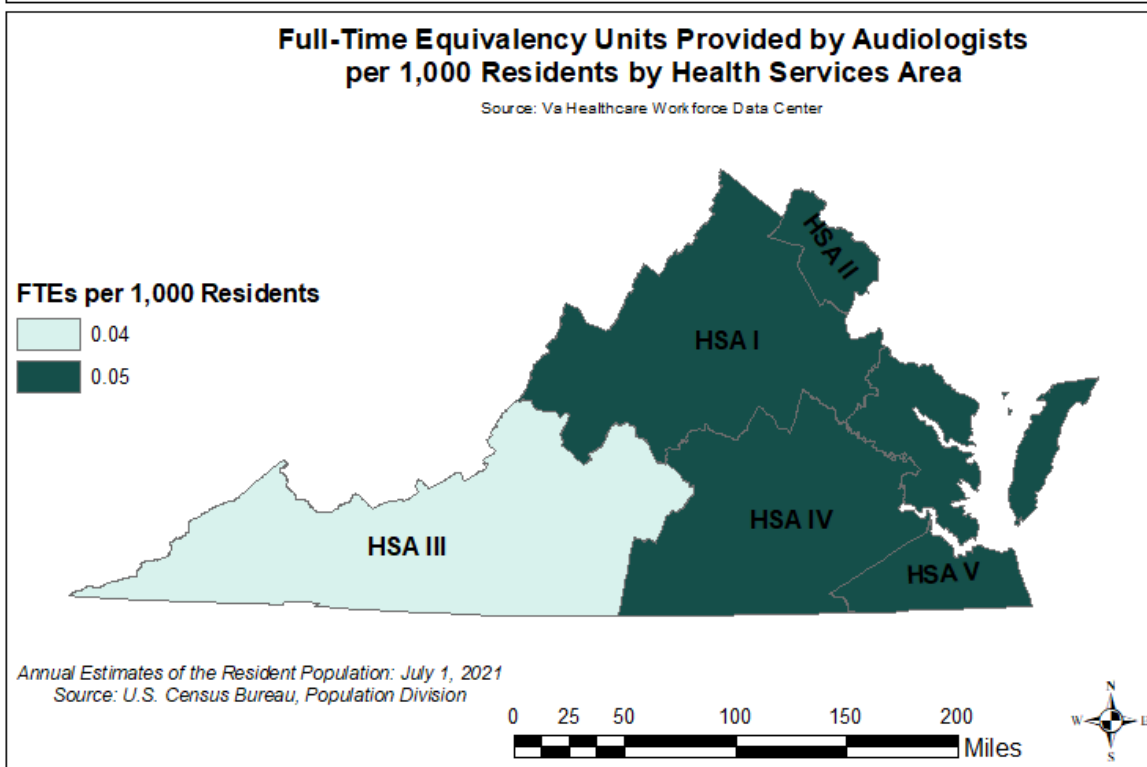 Full-Time Equivalency Units Provided by Audiologists
per 1,000 Residents by Health Services Area
Source: Va Healthcare Workforce Data Center
HSA II
FTEs per 1,000 Residents
0.04
0.05
HSA I
HSA IV
HSA III
HSA V
Annual Estimates of the Resident Population: July 1, 2021
Source: U.S. Census Bureau, Population Division
0 25 50 100 150 200
Miles
N
W E
S